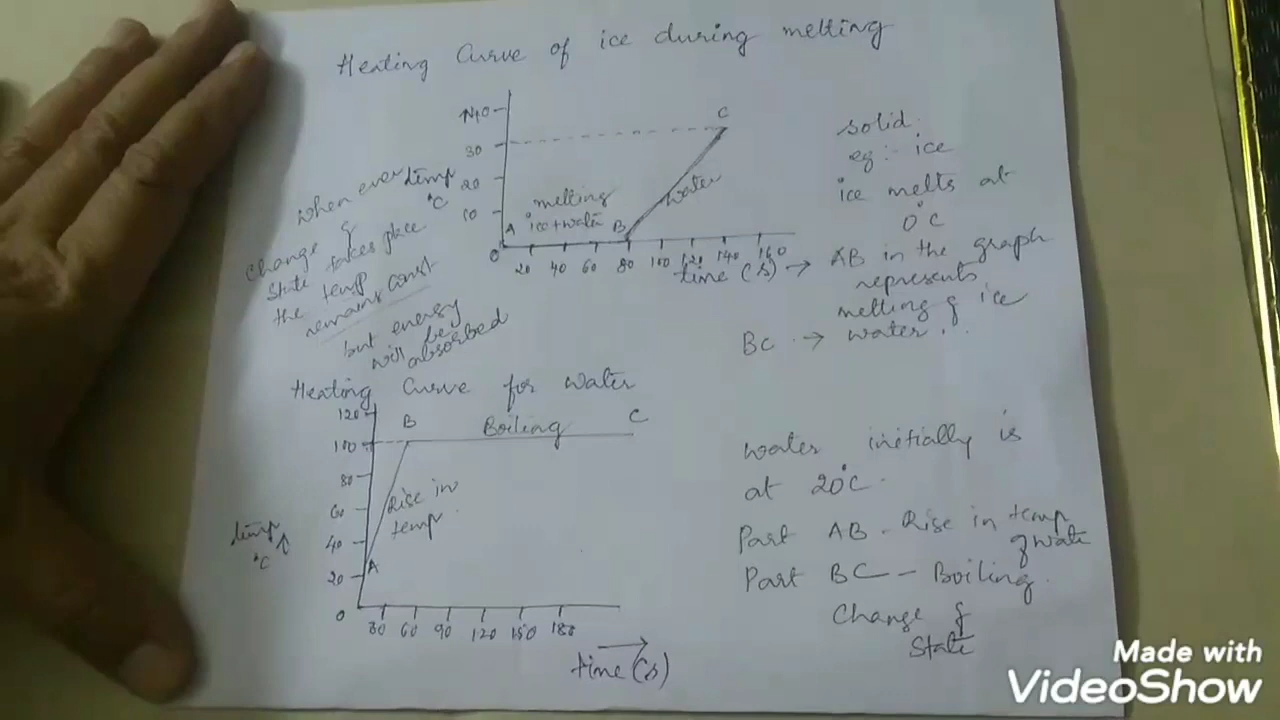 Heating Curve of ice during melting
40
30
20
10
0
temp
°C
A
B
C
melting
ice+water
water
20 40 60 80 100 120 140 160
time (s)
when ever
change of
state takes place
the temp
remains const
but energy
will be
absorbed
solid.
eg:- ice
ice melts at
0°C
→ AB in the graph
represents
melting of ice
BC → water.
Heating Curve for water
120
100
80
60
40
20
0
temp ↑
°C
A
B
C
Boiling
Rise in
temp.
30 60 90 120 150 180
time (s)
water initially is
at 20°C.
Part AB - Rise in temp
of water
Part BC - Boiling.
Change of
State
Made with
VideoShow